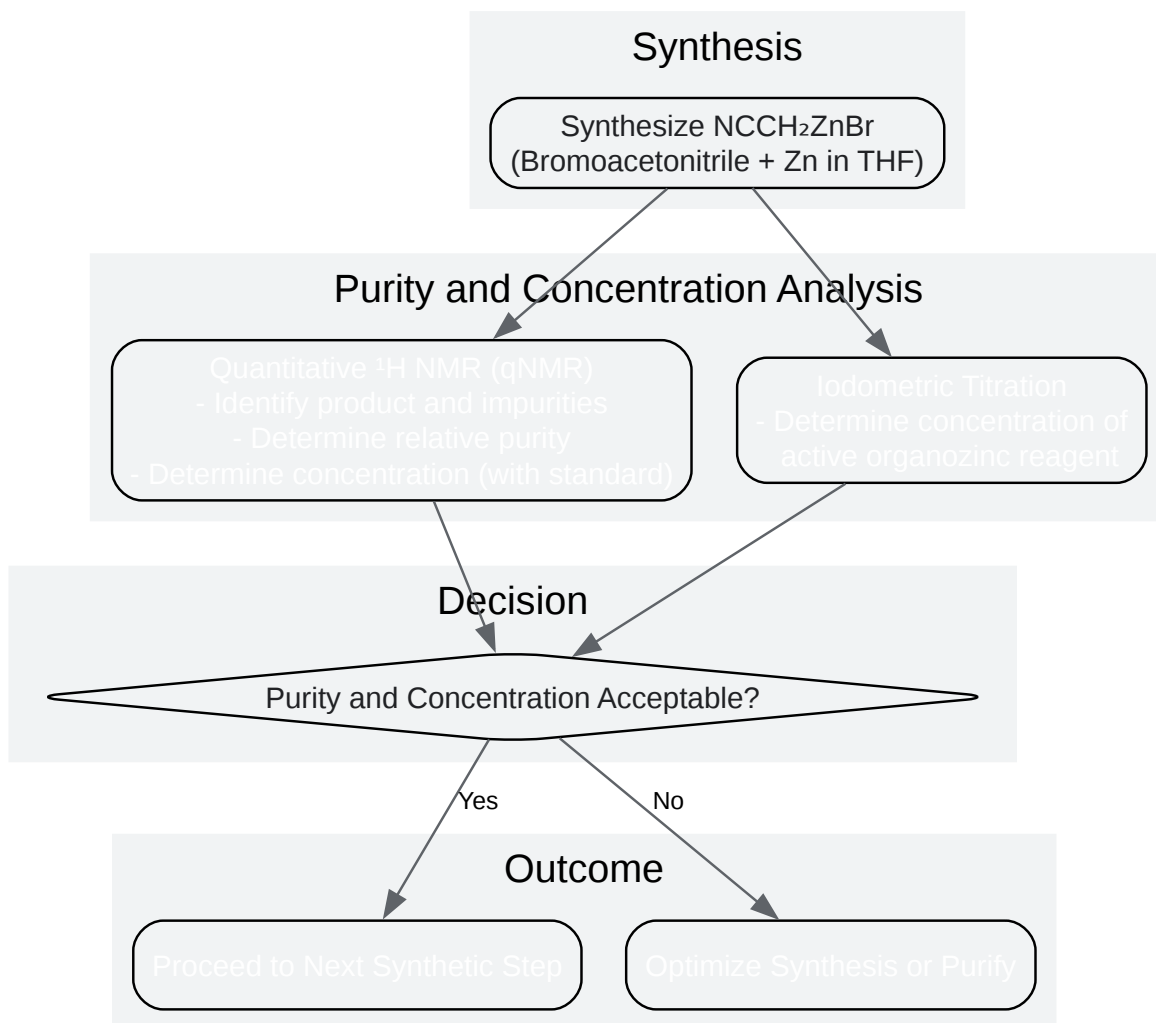 Synthesis
Synthesize NCCH₂ZnBr
(Bromoacetonitrile + Zn in THF)
Purity and Concentration Analysis
Quantitative ¹H NMR (qNMR)
- Identify product and impurities
- Determine relative purity
- Determine concentration (with standard)
Iodometric Titration
- Determine concentration of
active organozinc reagent
Decision
Purity and Concentration Acceptable?
Yes
No
Outcome
Proceed to Next Synthetic Step
Optimize Synthesis or Purify